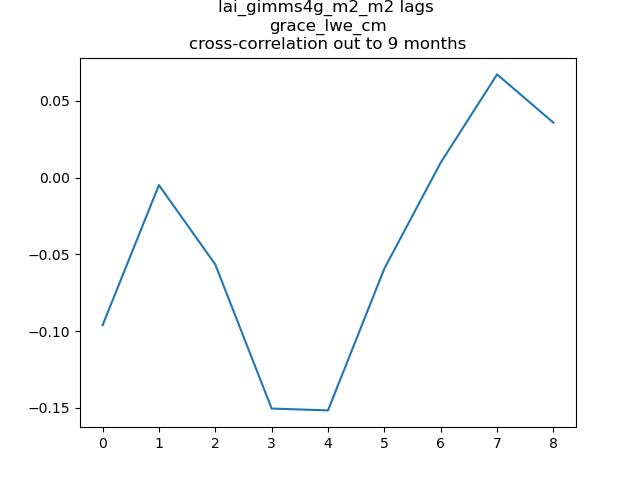 lai_gimms4g_m2_m2 lags
grace_lwe_cm
cross-correlation out to 9 months
0.05
0.00
−0.05
−0.10
−0.15
0 1 2 3 4 5 6 7 8